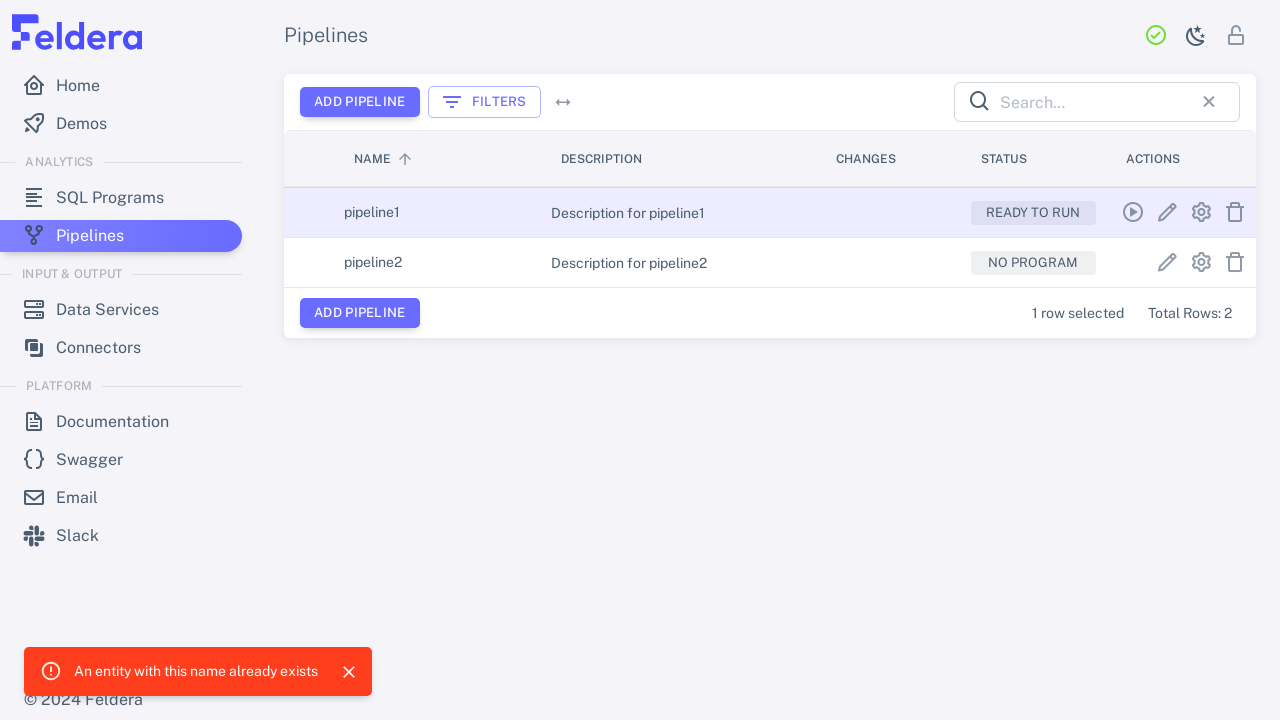 Feldera
Home
Demos
ANALYTICS
SQL Programs
Pipelines
INPUT & OUTPUT
Data Services
Connectors
PLATFORM
Documentation
Swagger
Email
Slack
© 2024 Feldera
Pipelines
ADD PIPELINE FILTERS Search...
NAME DESCRIPTION CHANGES STATUS ACTIONS
pipeline1 Description for pipeline1 READY TO RUN
pipeline2 Description for pipeline2 NO PROGRAM
ADD PIPELINE 1 row selected Total Rows: 2
An entity with this name already exists